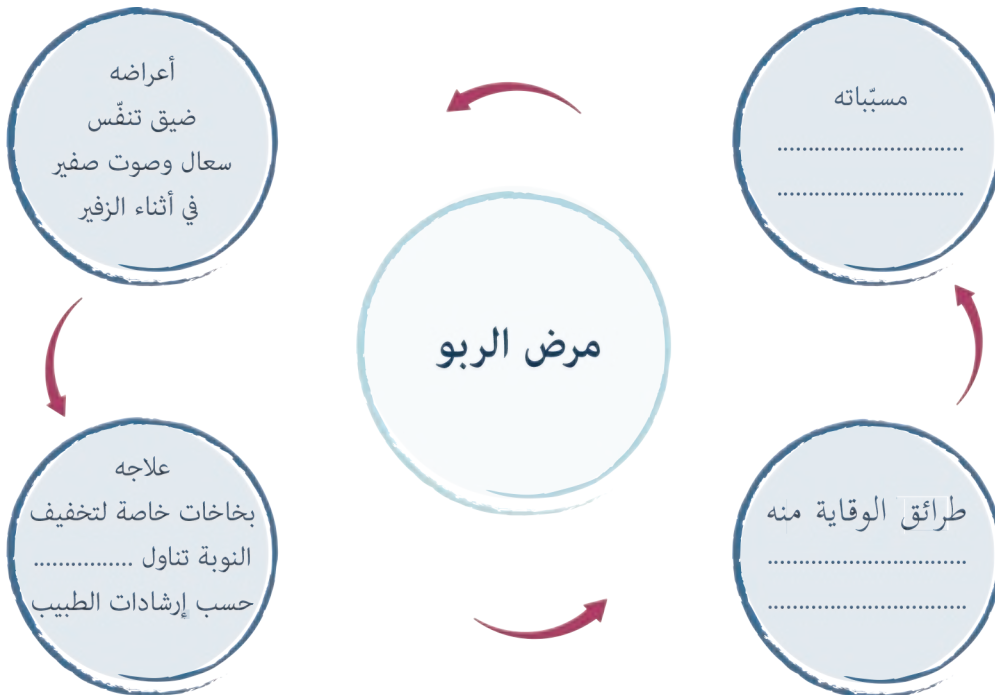 مسبّباته
............................
............................
أعراضه
ضيق تنفّس
سعال وصوت صفير
في أثناء الزفير
مرض الربو
علاجه
بخاخات خاصة لتخفيف
النوبة تناول ...............
حسب إرشادات الطبيب
طرائق الوقاية منه
..............................
..............................